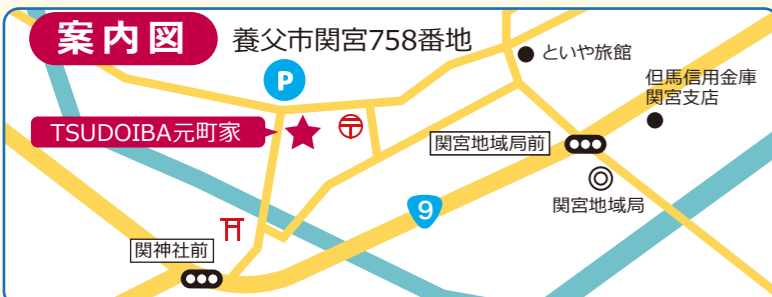 案内図
養父市関宮758番地
といや旅館
P
但馬信用金庫
関宮支店
TSUDOIBA元町家
関宮地域局前
関宮地域局
9
関神社前